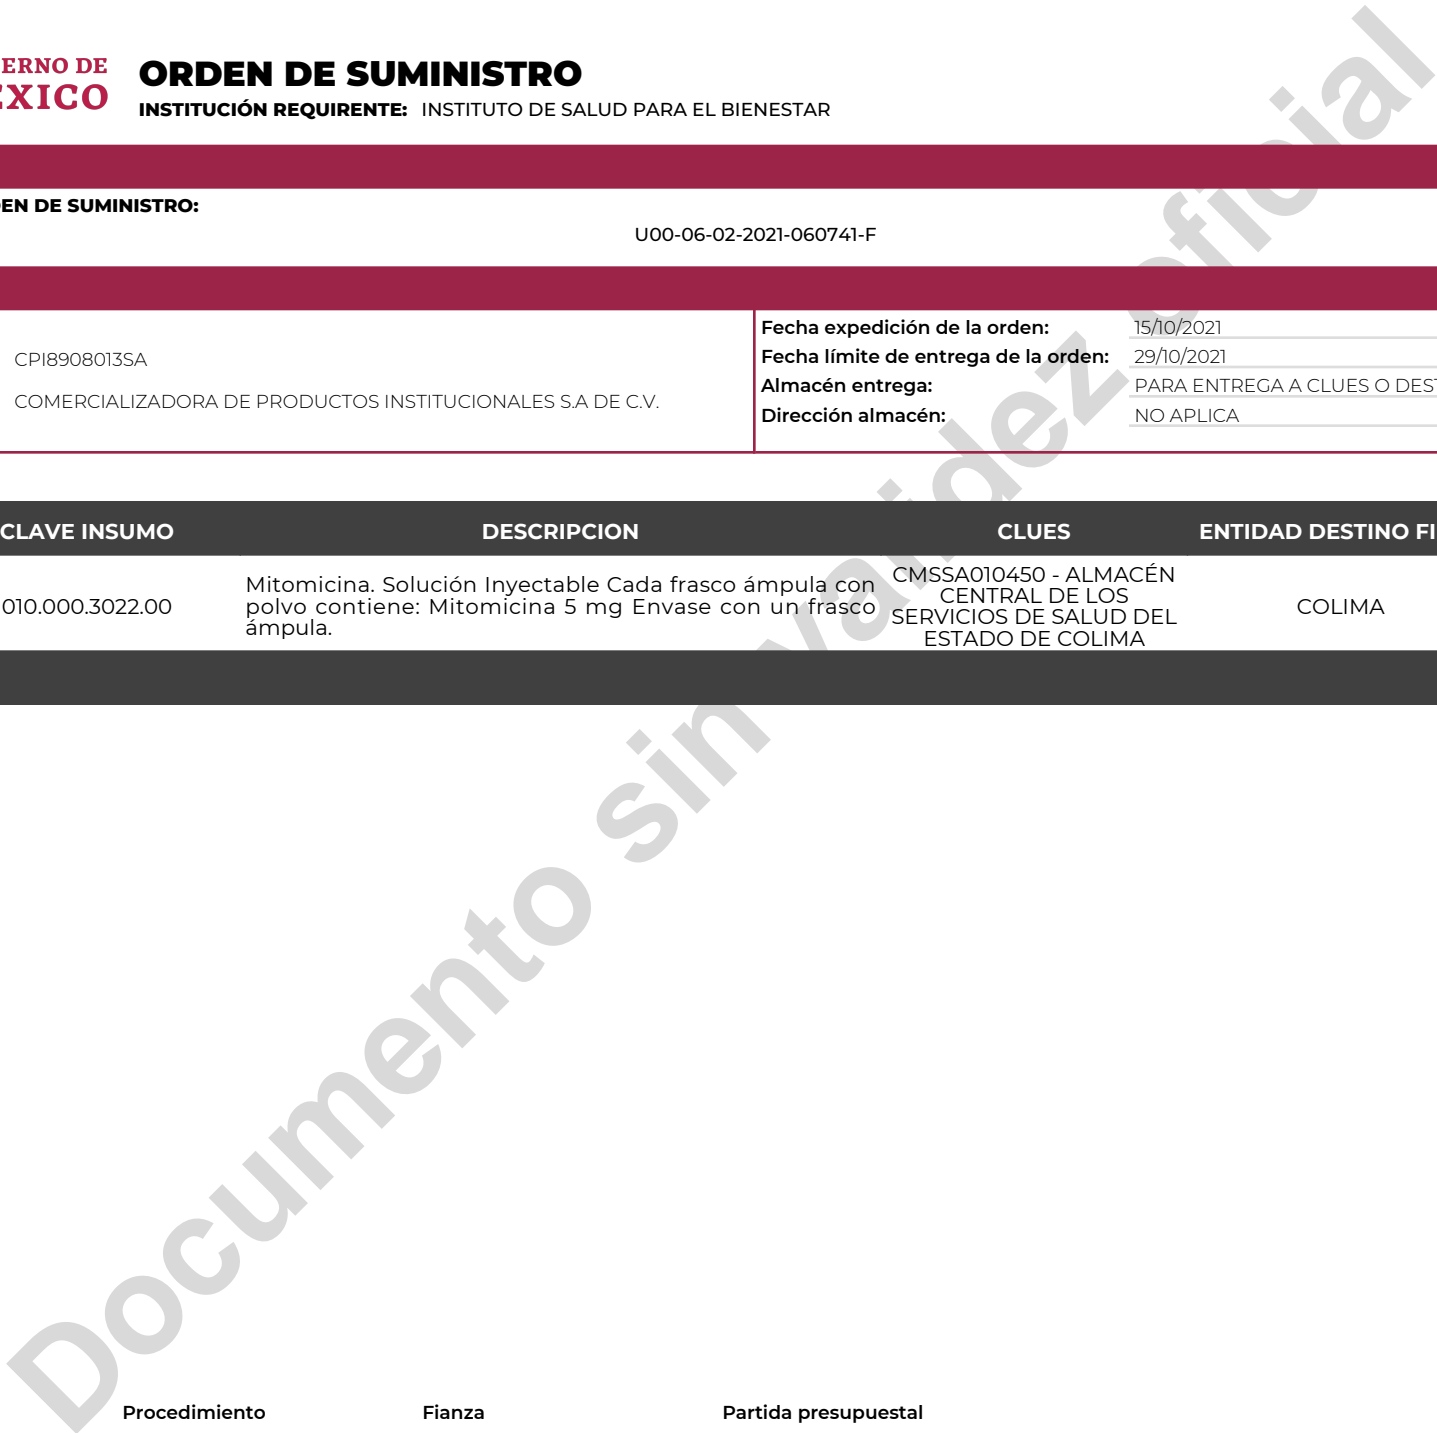 ERNO DE
EXICO
ORDEN DE SUMINISTRO
INSTITUCIÓN REQUIRENTE: INSTITUTO DE SALUD PARA EL BIENESTAR
EN DE SUMINISTRO:
U00-06-02-2021-060741-F
CPI8908013SA
COMERCIALIZADORA DE PRODUCTOS INSTITUCIONALES S.A DE C.V.
Fecha expedición de la orden: 15/10/2021
Fecha límite de entrega de la orden: 29/10/2021
Almacén entrega: PARA ENTREGA A CLUES O DEST
Dirección almacén: NO APLICA
CLAVE INSUMO DESCRIPCION CLUES ENTIDAD DESTINO FI
010.000.3022.00
Mitomicina. Solución Inyectable Cada frasco ámpula con
polvo contiene: Mitomicina 5 mg Envase con un frasco
ámpula.
CMSSA010450 - ALMACÉN
CENTRAL DE LOS
SERVICIOS DE SALUD DEL
ESTADO DE COLIMA
COLIMA
Documento sin validez oficial
Procedimiento Fianza Partida presupuestal